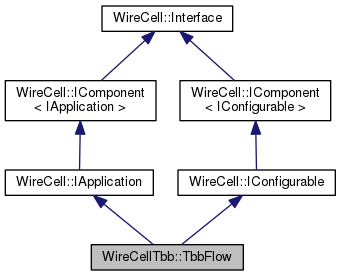 WireCell::Interface
WireCell::IComponent
< IApplication >
WireCell::IComponent
< IConfigurable >
WireCell::IApplication
WireCell::IConfigurable
WireCellTbb::TbbFlow